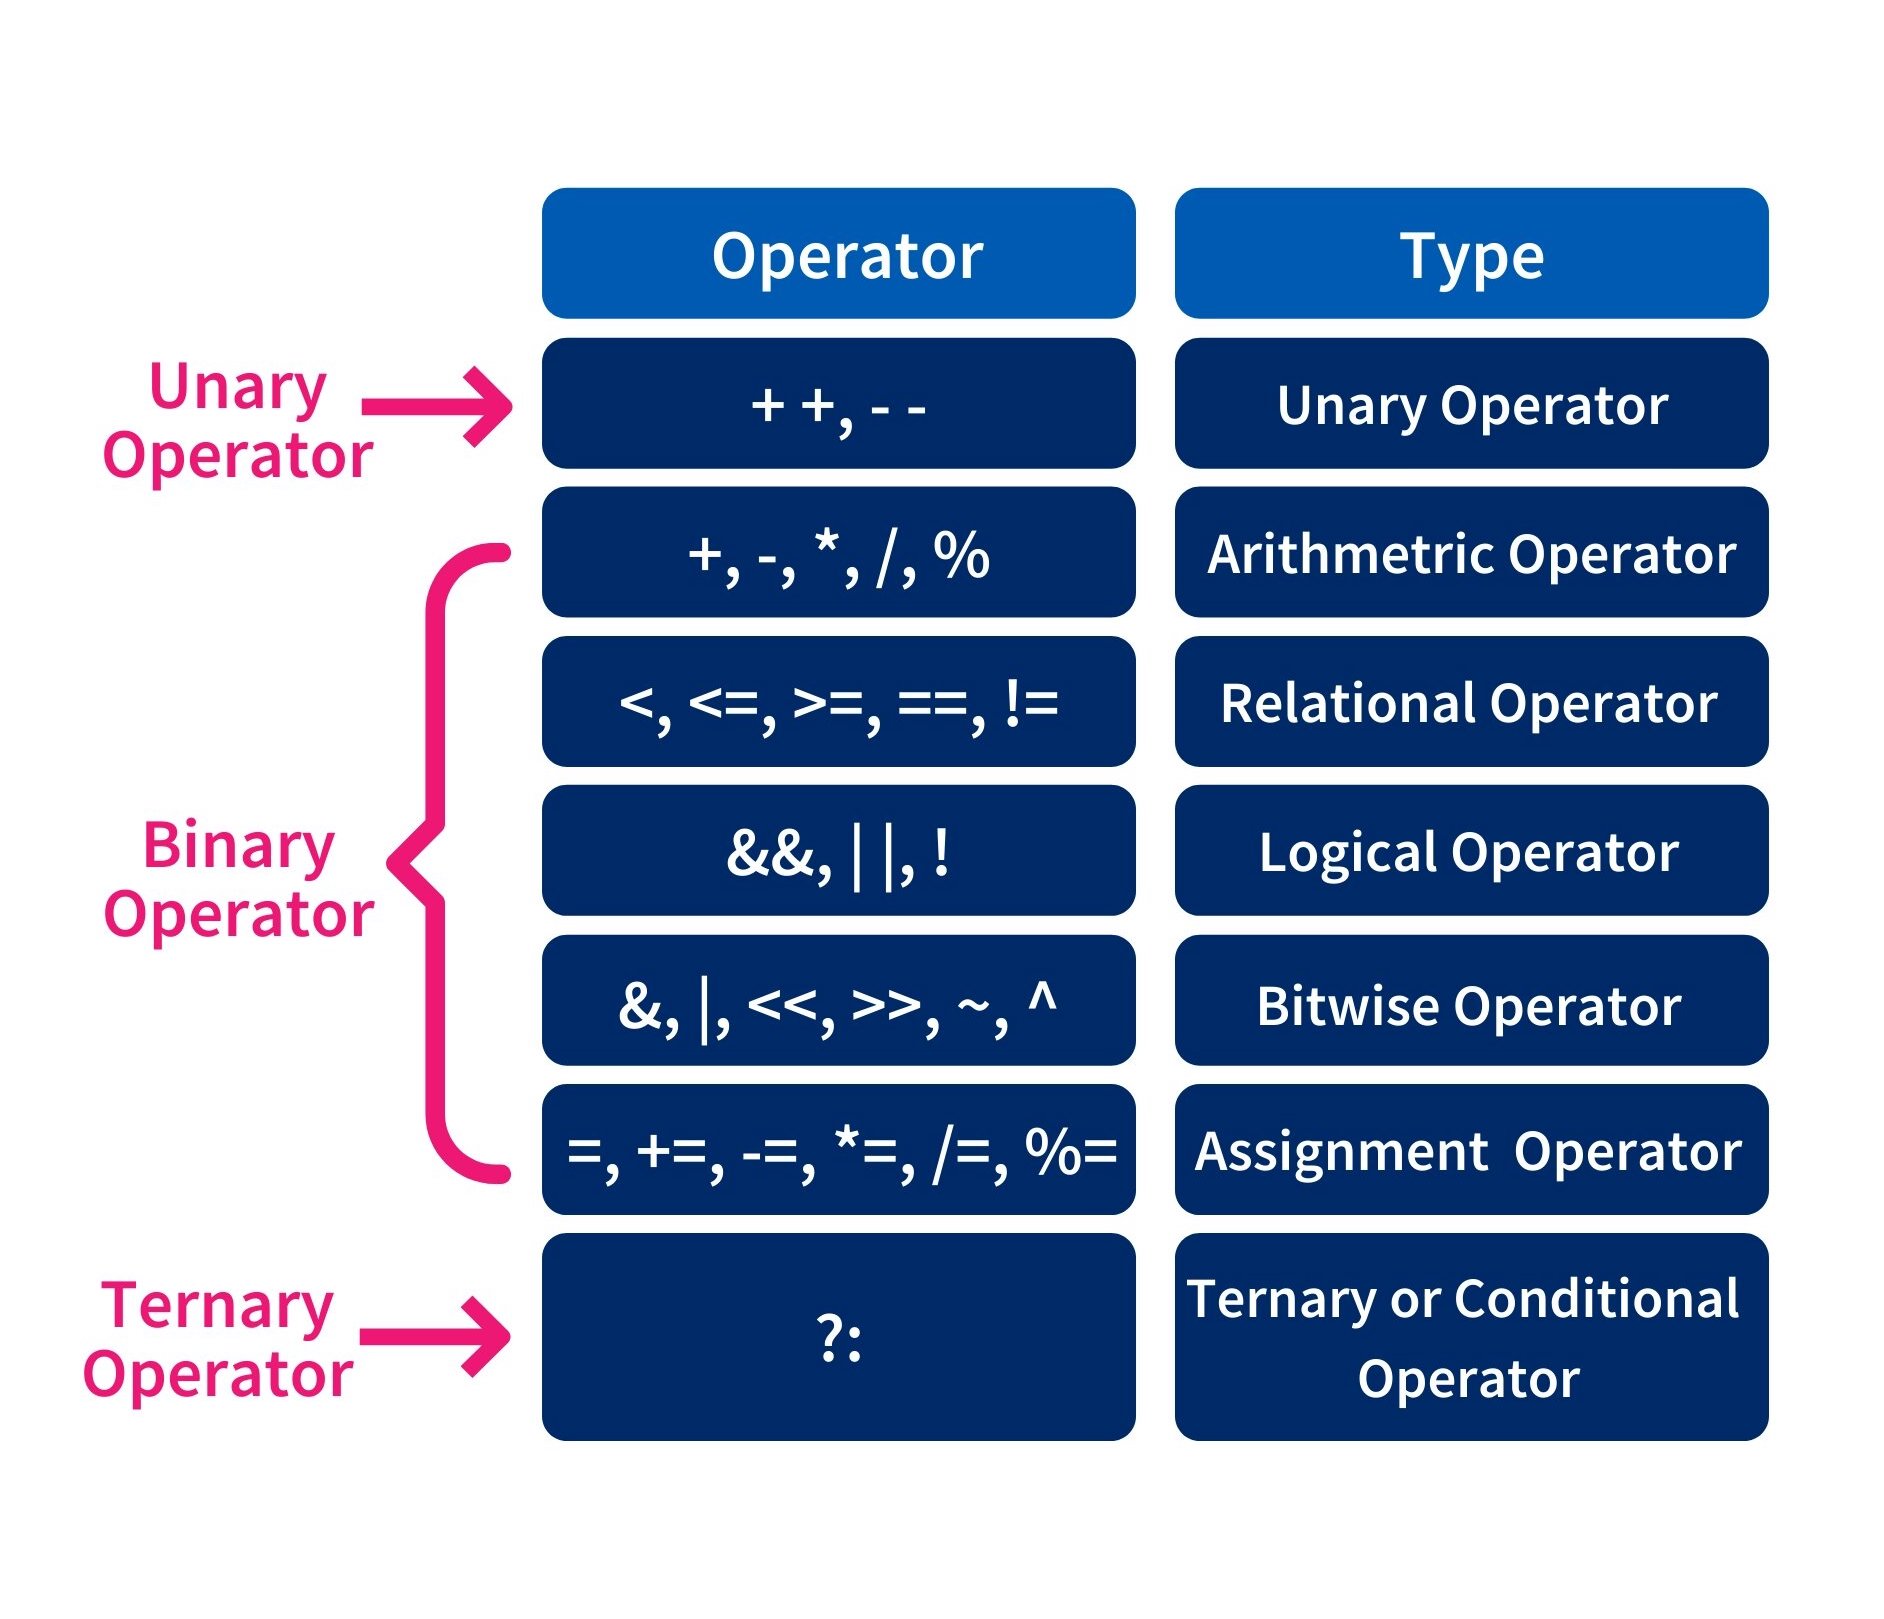 Operator Type
Unary
Operator
+ +, - - Unary Operator
+, -, *, /, % Arithmetric Operator
<, <=, >=, ==, != Relational Operator
Binary
Operator
&&, | |, ! Logical Operator
&, |, <<, >>, ~, ^ Bitwise Operator
=, +=, -=, *=, /=, %= Assignment Operator
Ternary
Operator
?: Ternary or Conditional
Operator